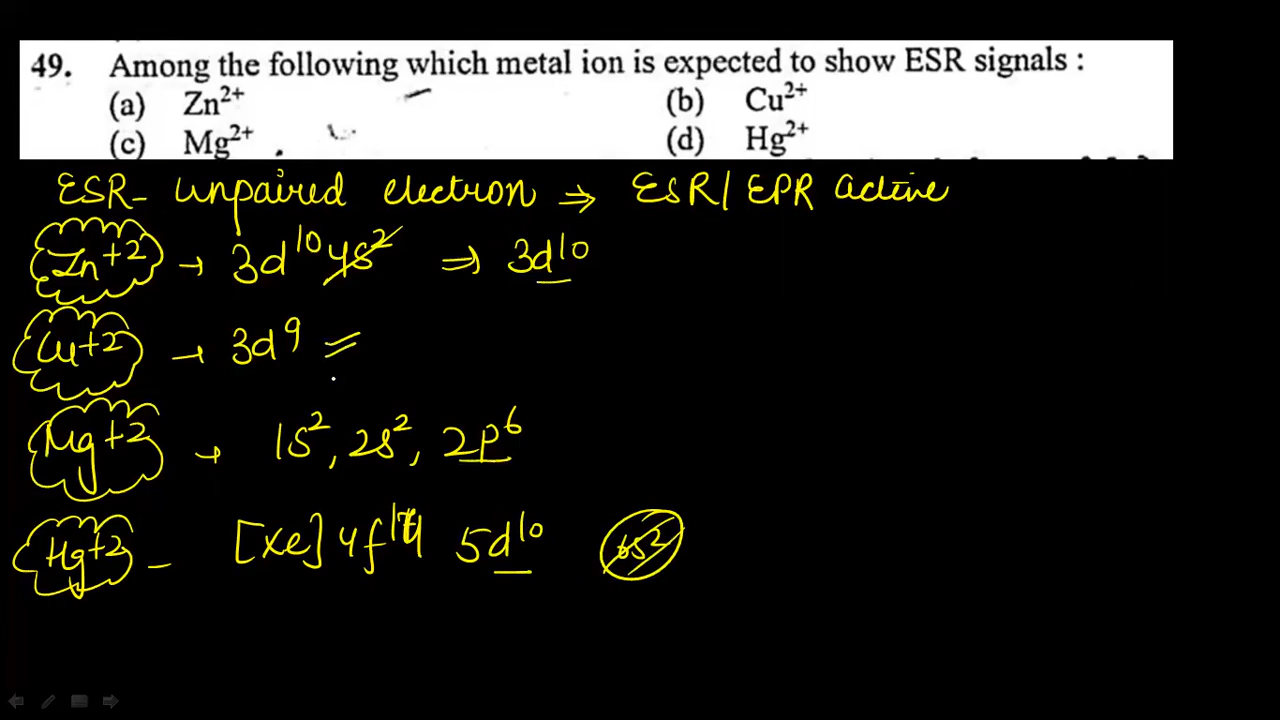 49. Among the following which metal ion is expected to show ESR signals :
(a) Zn²⁺ (b) Cu²⁺
(c) Mg²⁺ (d) Hg²⁺
ESR- unpaired electron ⇒ ESR/ EPR active
Zn+2 → 3d¹⁰ 4s² ⇒ 3d¹⁰
Cu+2 → 3d⁹
Mg+2 → 1s², 2s², 2p⁶
Hg+2 - [Xe] 4f¹⁴ 5d¹⁰ 6s²